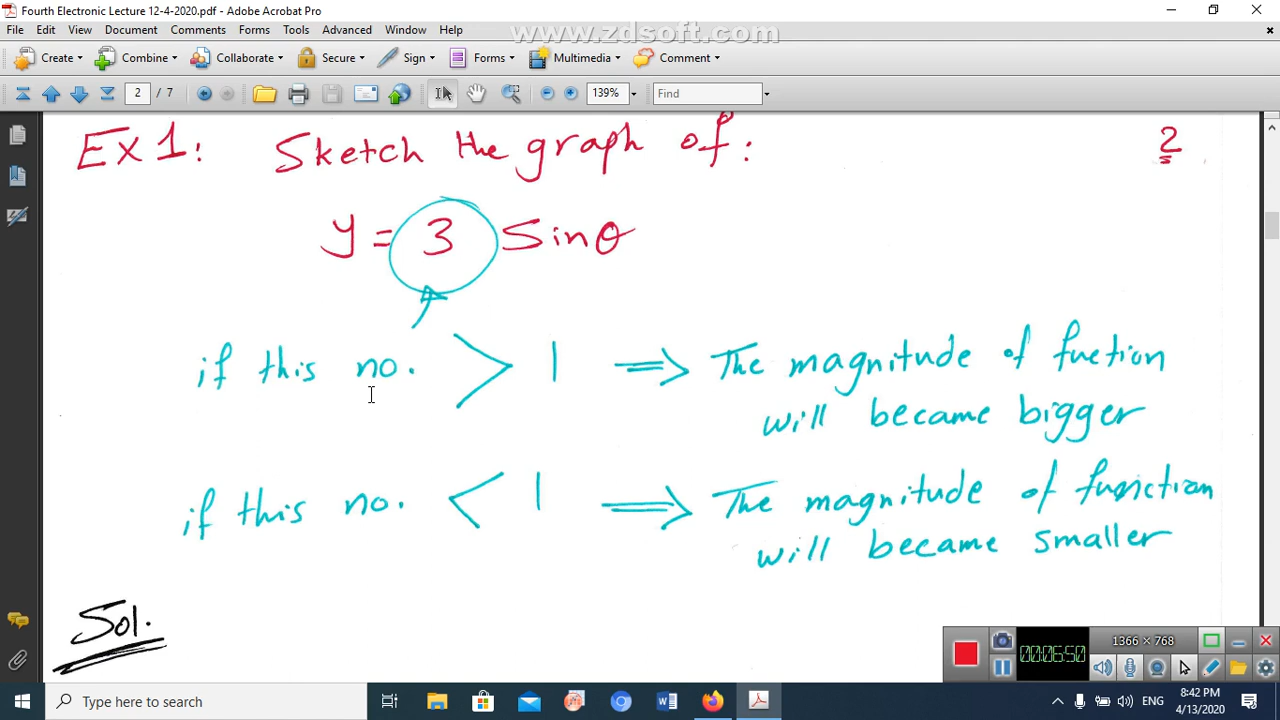 Fourth Electronic Lecture 12-4-2020.pdf - Adobe Acrobat Pro
File Edit View Document Comments Forms Tools Advanced Window Help
www.zdsoft.com
Create Combine Collaborate Secure Sign Forms Multimedia Comment
2 / 7 139% Find
Ex1: Sketch the graph of: 2
y = 3 Sinθ
if this no. > 1 ⟹ The magnitude of fuction
will became bigger
if this no. < 1 ⟹ The magnitude of
will became smaller
Sol.
1366 × 768
00:06:50
Type here to search
ENG
8:42 PM
4/13/2020